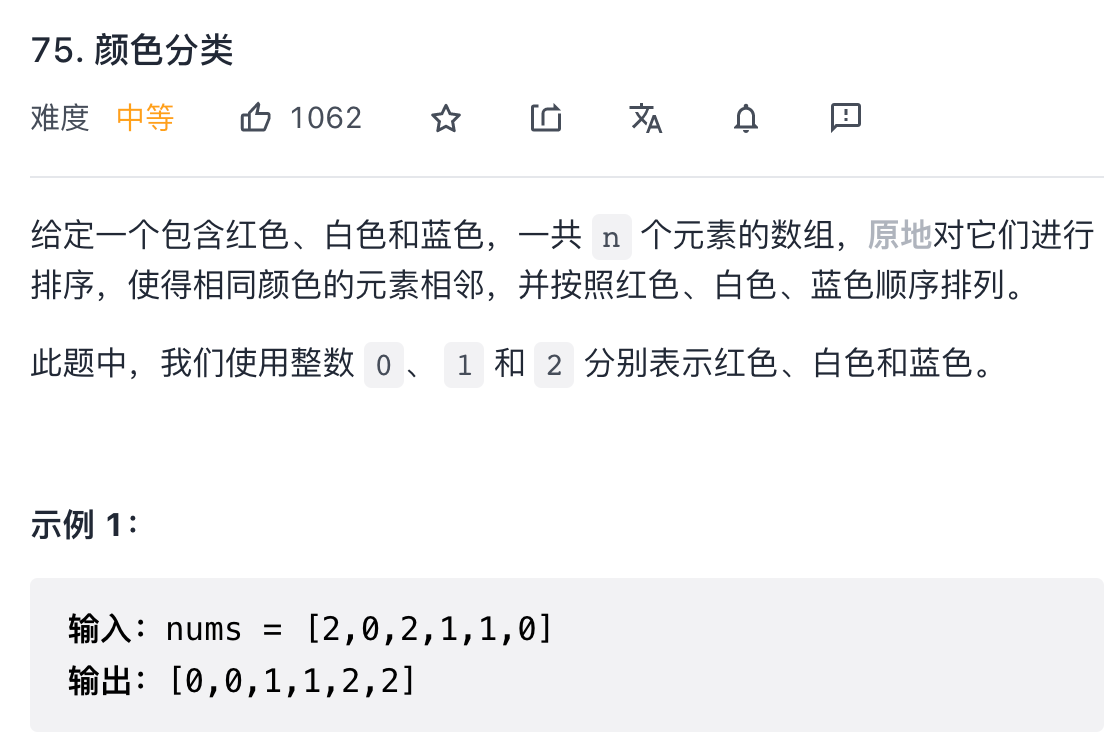 75. 颜色分类
难度 中等 1062
给定一个包含红色、白色和蓝色，一共 n 个元素的数组，原地对它们进行
排序，使得相同颜色的元素相邻，并按照红色、白色、蓝色顺序排列。
此题中，我们使用整数 0 、 1 和 2 分别表示红色、白色和蓝色。
示例 1：
输入：nums = [2,0,2,1,1,0]
输出：[0,0,1,1,2,2]